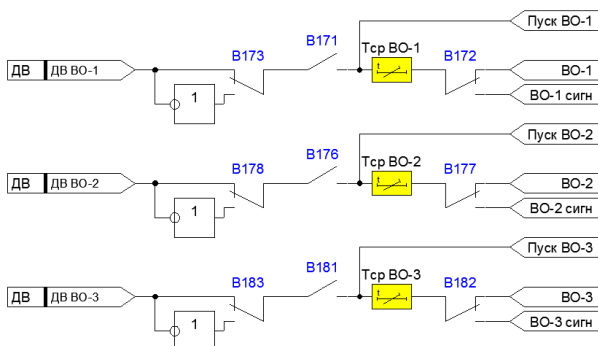 Пуск ВО-1
В171
В173
Тср ВО-1
В172
ДВ
ДВ ВО-1
ВО-1
1
t
ВО-1 сигн
Пуск ВО-2
В176
В178
Тср ВО-2
В177
ДВ
ДВ ВО-2
ВО-2
1
t
ВО-2 сигн
Пуск ВО-3
В181
В183
Тср ВО-3
В182
ДВ
ДВ ВО-3
ВО-3
1
t
ВО-3 сигн